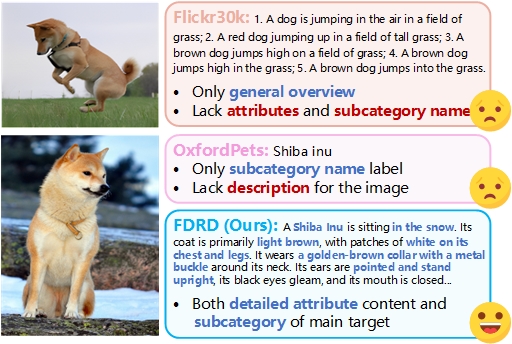 Flickr30k: 1. A dog is jumping in the air in a field of
grass; 2. A red dog jumping up in a field of tall grass; 3. A
brown dog jumps high on a field of grass; 4. A brown dog
jumps high in the grass; 5. A brown dog jumps into the grass.
• Only general overview
• Lack attributes and subcategory name
OxfordPets: Shiba inu
• Only subcategory name label
• Lack description for the image
FDRD (Ours): A Shiba Inu is sitting in the snow. Its
coat is primarily light brown, with patches of white on its
chest and legs. It wears a golden-brown collar with a metal
buckle around its neck. Its ears are pointed and stand
upright, its black eyes gleam, and its mouth is closed...
• Both detailed attribute content and
subcategory of main target